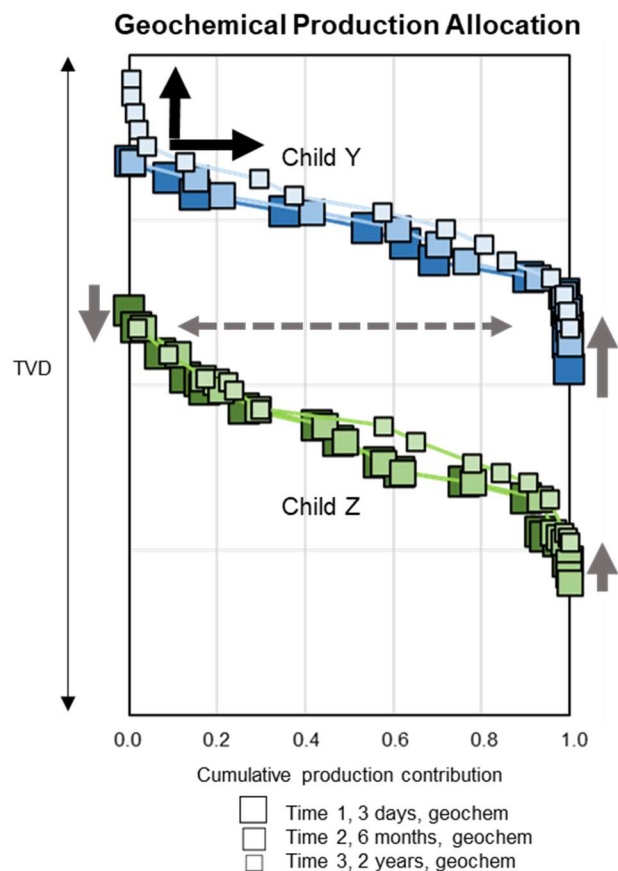 Geochemical Production Allocation
Child Y
TVD
Child Z
0.0 0.2 0.4 0.6 0.8 1.0
Cumulative production contribution
Time 1, 3 days, geochem
Time 2, 6 months, geochem
Time 3, 2 years, geochem